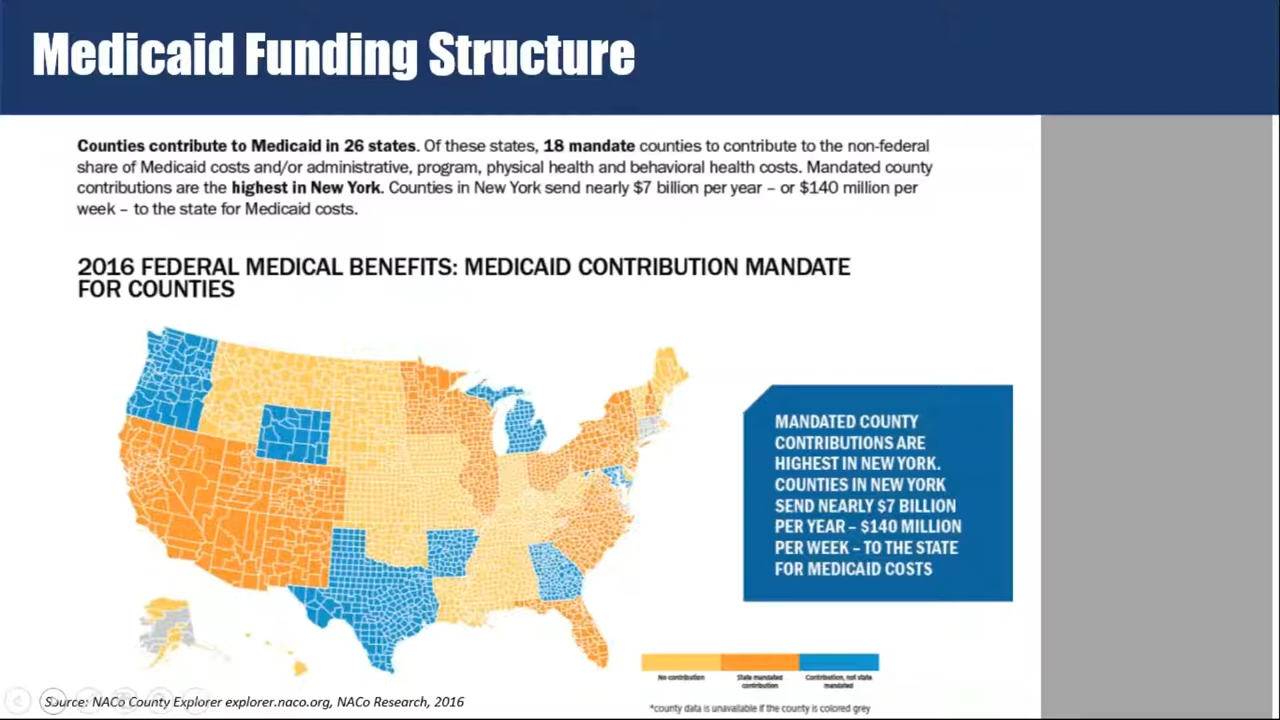 Medicaid Funding Structure
Counties contribute to Medicaid in 26 states. Of these states, 18 mandate counties to contribute to the non-federal
share of Medicaid costs and/or administrative, program, physical health and behavioral health costs. Mandated county
contributions are the highest in New York. Counties in New York send nearly $7 billion per year – or $140 million per
week – to the state for Medicaid costs.
2016 FEDERAL MEDICAL BENEFITS: MEDICAID CONTRIBUTION MANDATE
FOR COUNTIES
MANDATED COUNTY
CONTRIBUTIONS ARE
HIGHEST IN NEW YORK.
COUNTIES IN NEW YORK
SEND NEARLY $7 BILLION
PER YEAR – $140 MILLION
PER WEEK – TO THE STATE
FOR MEDICAID COSTS
No contribution
State mandated
contribution
Contribution, not state
mandated
*county data is unavailable if the county is colored grey
Source: NACo County Explorer explorer.naco.org, NACo Research, 2016